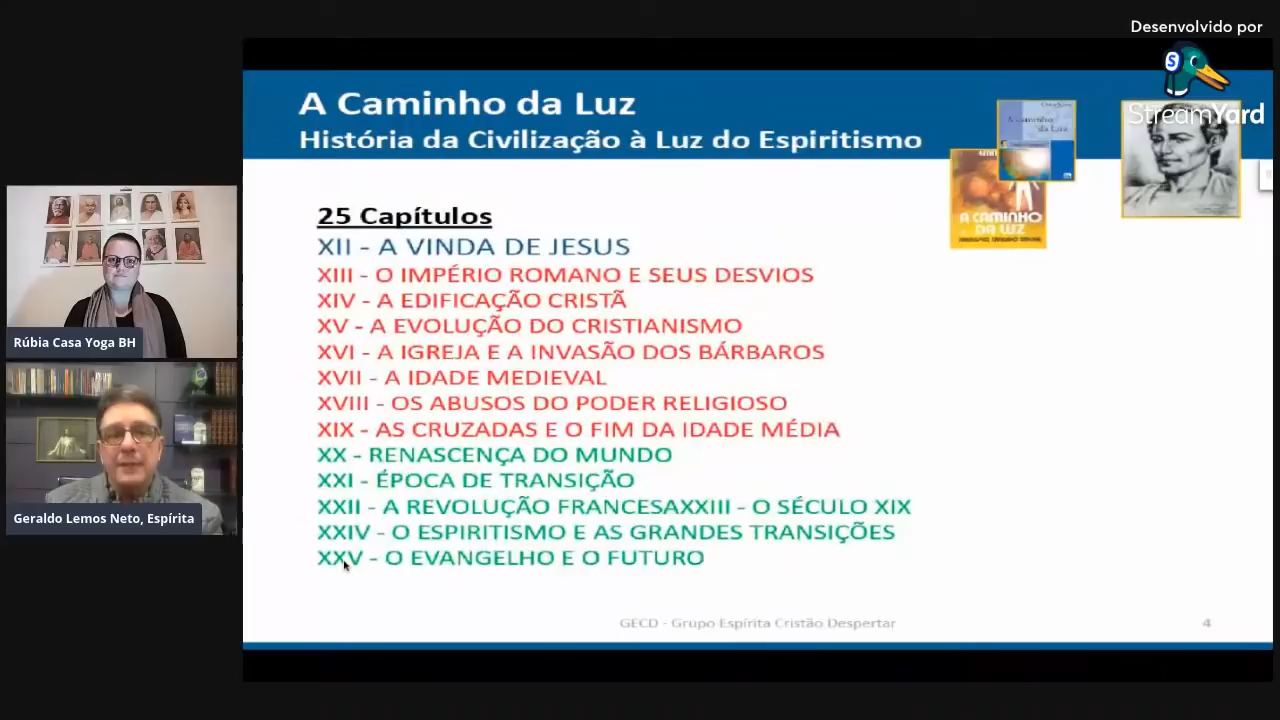 Desenvolvido por
S
StreamYard
A Caminho da Luz
História da Civilização à Luz do Espiritismo
A Caminho
da Luz
A CAMINHO
DA LUZ
25 Capítulos
XII - A VINDA DE JESUS
XIII - O IMPÉRIO ROMANO E SEUS DESVIOS
XIV - A EDIFICAÇÃO CRISTÃ
XV - A EVOLUÇÃO DO CRISTIANISMO
XVI - A IGREJA E A INVASÃO DOS BÁRBAROS
XVII - A IDADE MEDIEVAL
XVIII - OS ABUSOS DO PODER RELIGIOSO
XIX - AS CRUZADAS E O FIM DA IDADE MÉDIA
XX - RENASCENÇA DO MUNDO
XXI - ÉPOCA DE TRANSIÇÃO
XXII - A REVOLUÇÃO FRANCESAXXIII - O SÉCULO XIX
XXIV - O ESPIRITISMO E AS GRANDES TRANSIÇÕES
XXV - O EVANGELHO E O FUTURO
GECD - Grupo Espírita Cristão Despertar
4
Rúbia Casa Yoga BH
Geraldo Lemos Neto, Espírita